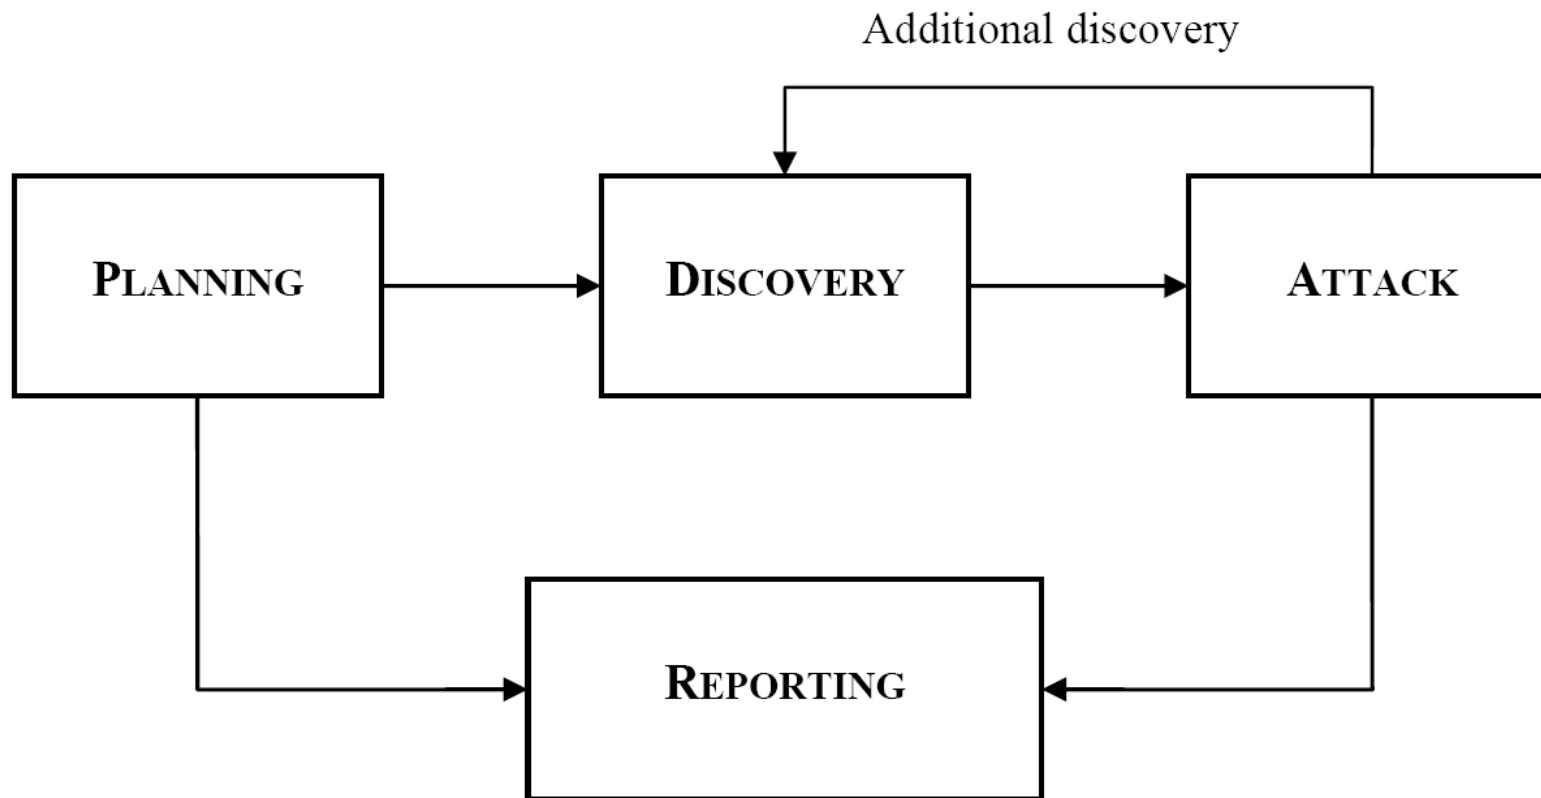 Additional discovery
PLANNING
DISCOVERY
ATTACK
REPORTING